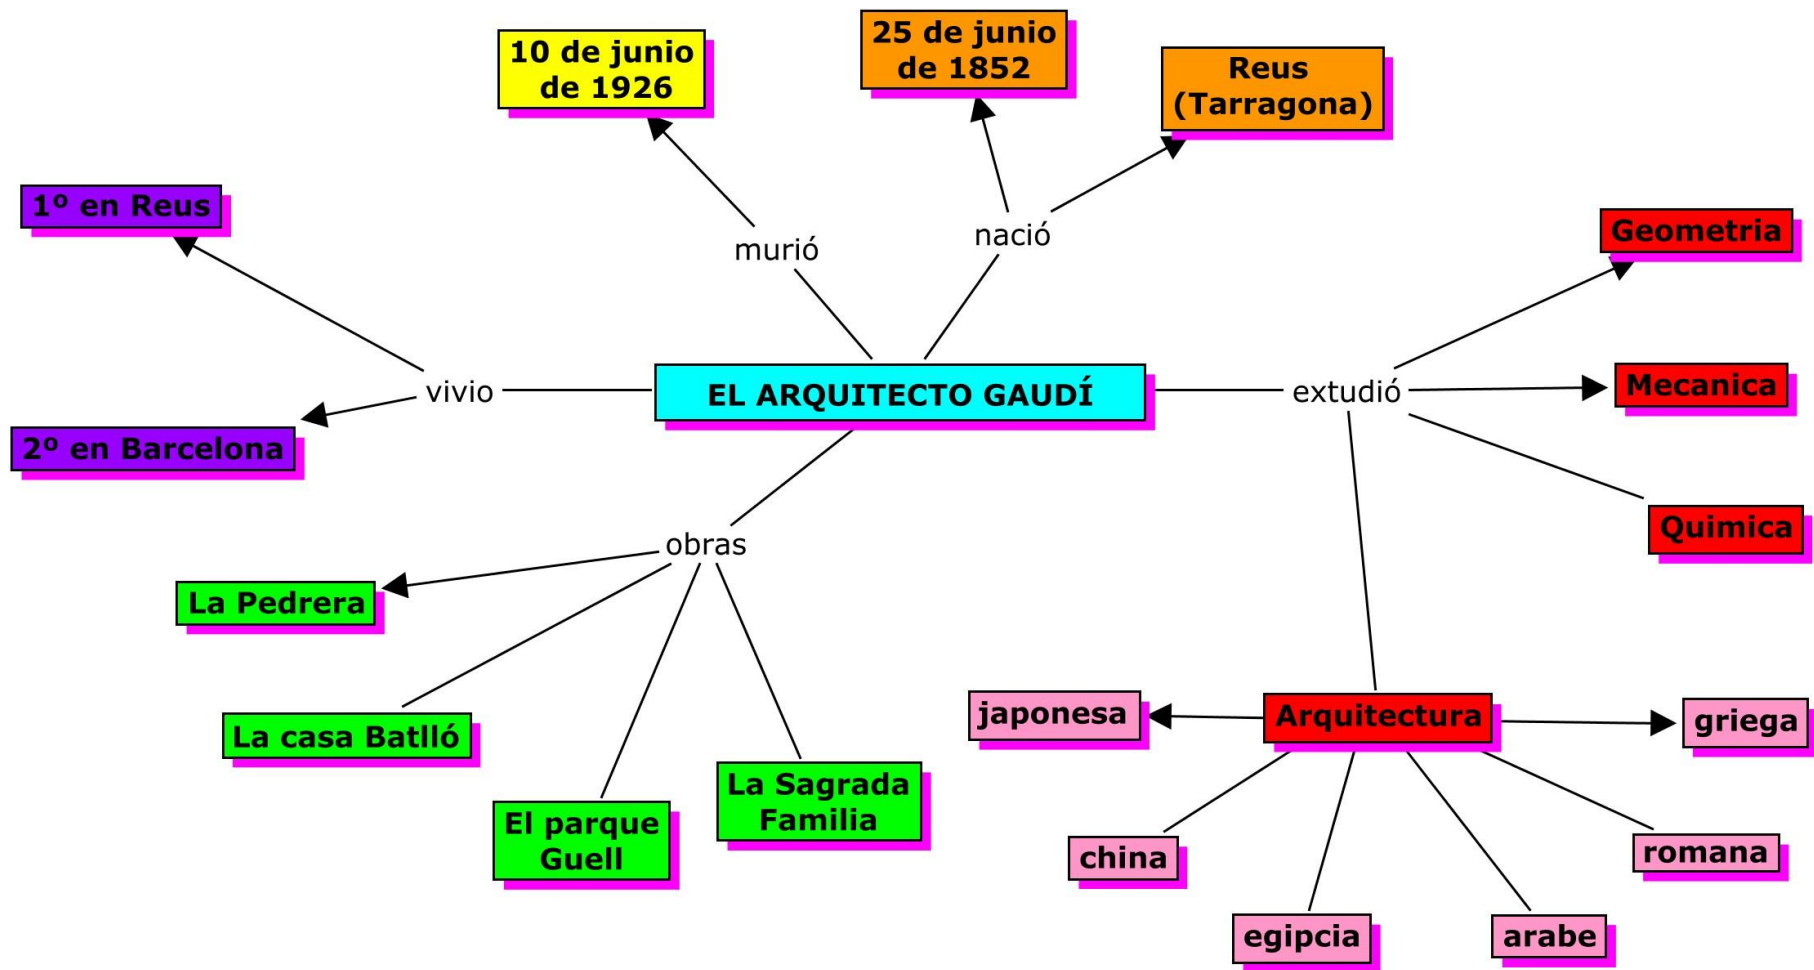 10 de junio
de 1926
25 de junio
de 1852
Reus
(Tarragona)
1º en Reus
murió
nació
Geometria
vivio
EL ARQUITECTO GAUDÍ
extudió
Mecanica
2º en Barcelona
Quimica
obras
La Pedrera
La casa Batlló
El parque
Guell
La Sagrada
Familia
japonesa
Arquitectura
griega
china
romana
egipcia
arabe